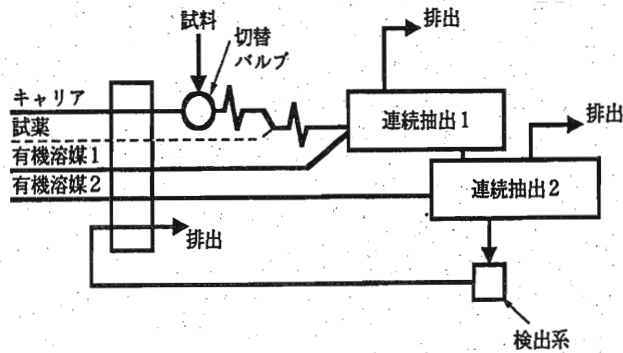 試料
切替
バルブ
排出
キャリア
試薬
有機溶媒1
有機溶媒2
連続抽出1
排出
連続抽出2
排出
検出系